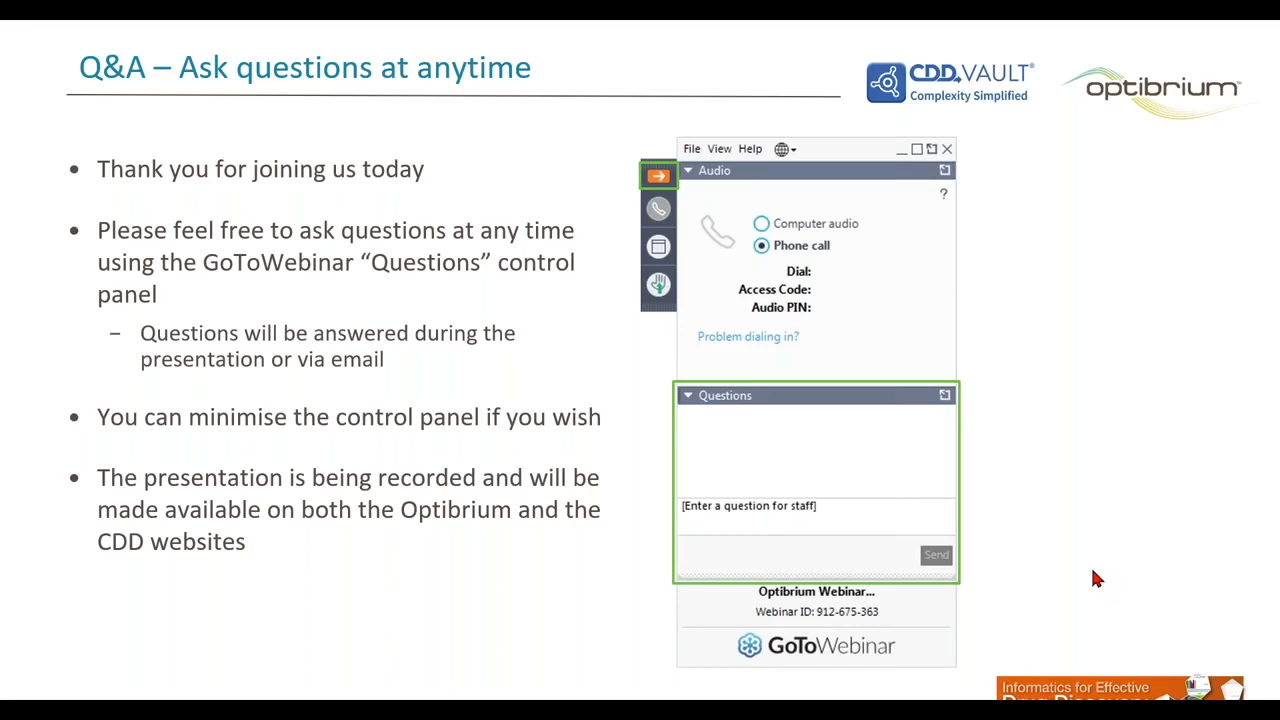 Q&A – Ask questions at anytime
CDD VAULT®
Complexity Simplified
optibrium™
• Thank you for joining us today
• Please feel free to ask questions at any time
using the GoToWebinar “Questions” control
panel
– Questions will be answered during the
presentation or via email
• You can minimise the control panel if you wish
• The presentation is being recorded and will be
made available on both the Optibrium and the
CDD websites
File View Help
Audio
?
Computer audio
Phone call
Dial:
Access Code:
Audio PIN:
Problem dialing in?
Questions
[Enter a question for staff]
Send
Optibrium Webinar...
Webinar ID: 912-675-363
GoToWebinar
Informatics for Effective
Drug Discovery